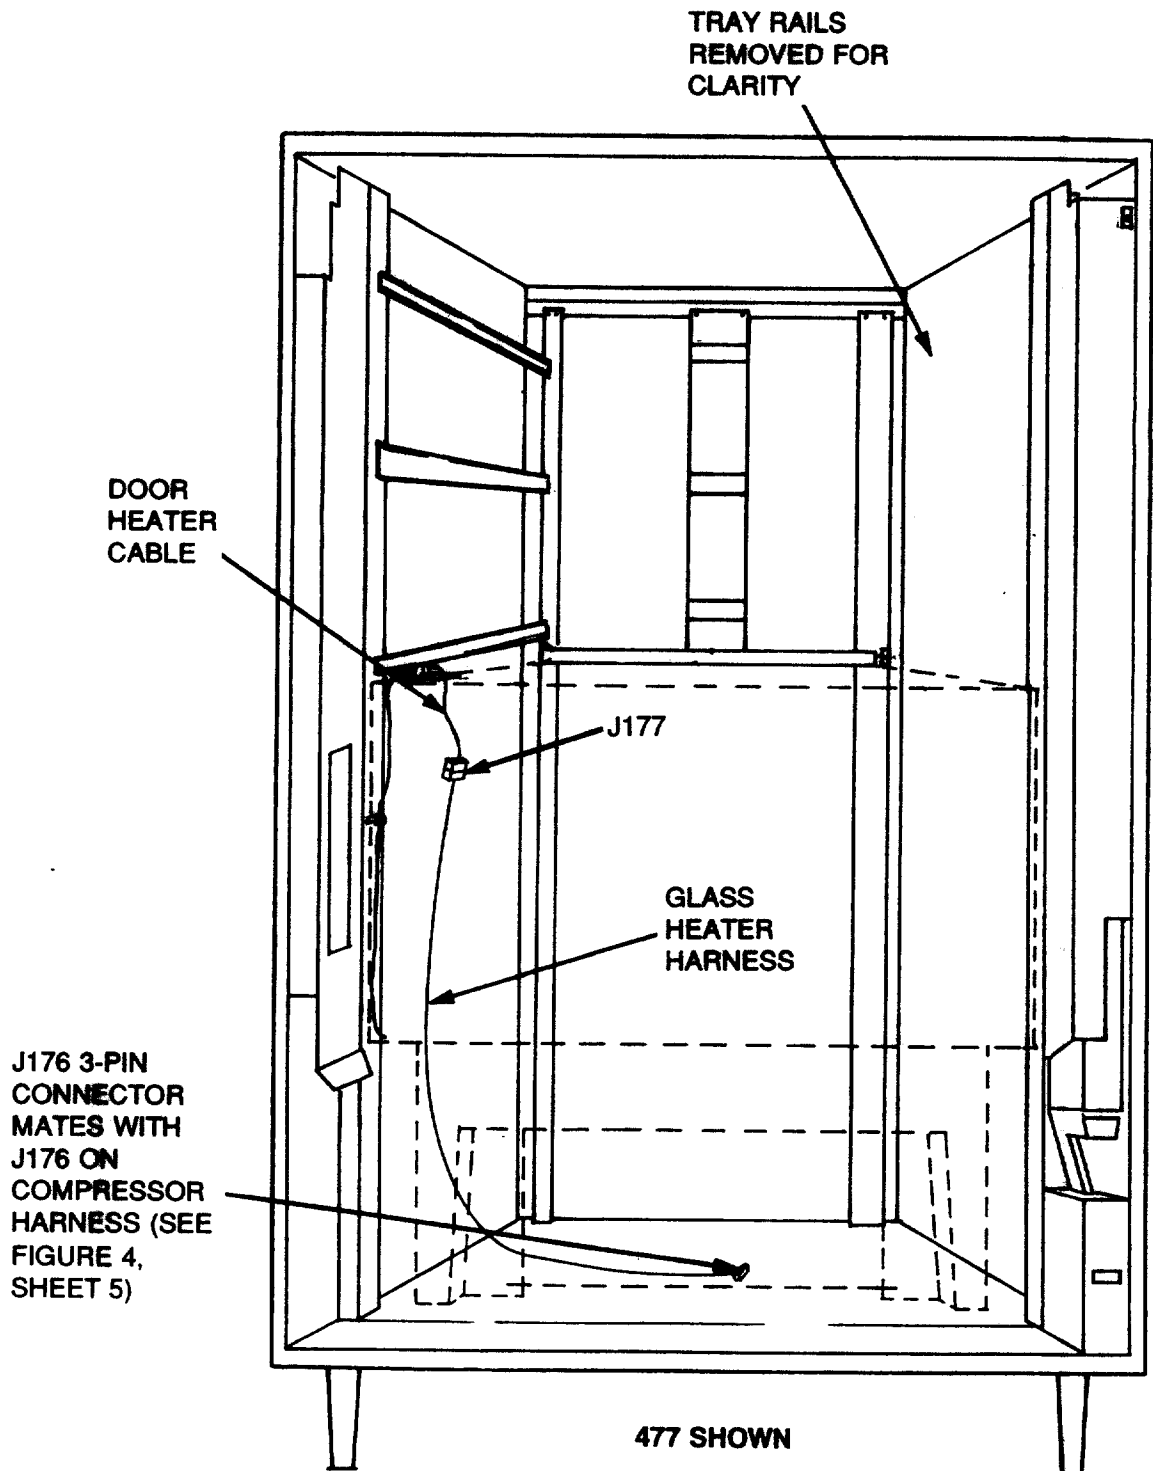 TRAY RAILS
REMOVED FOR
CLARITY
DOOR
HEATER
CABLE
J177
GLASS
HEATER
HARNESS
J176 3-PIN
CONNECTOR
MATES WITH
J176 ON
COMPRESSOR
HARNESS (SEE
FIGURE 4,
SHEET 5)
477 SHOWN